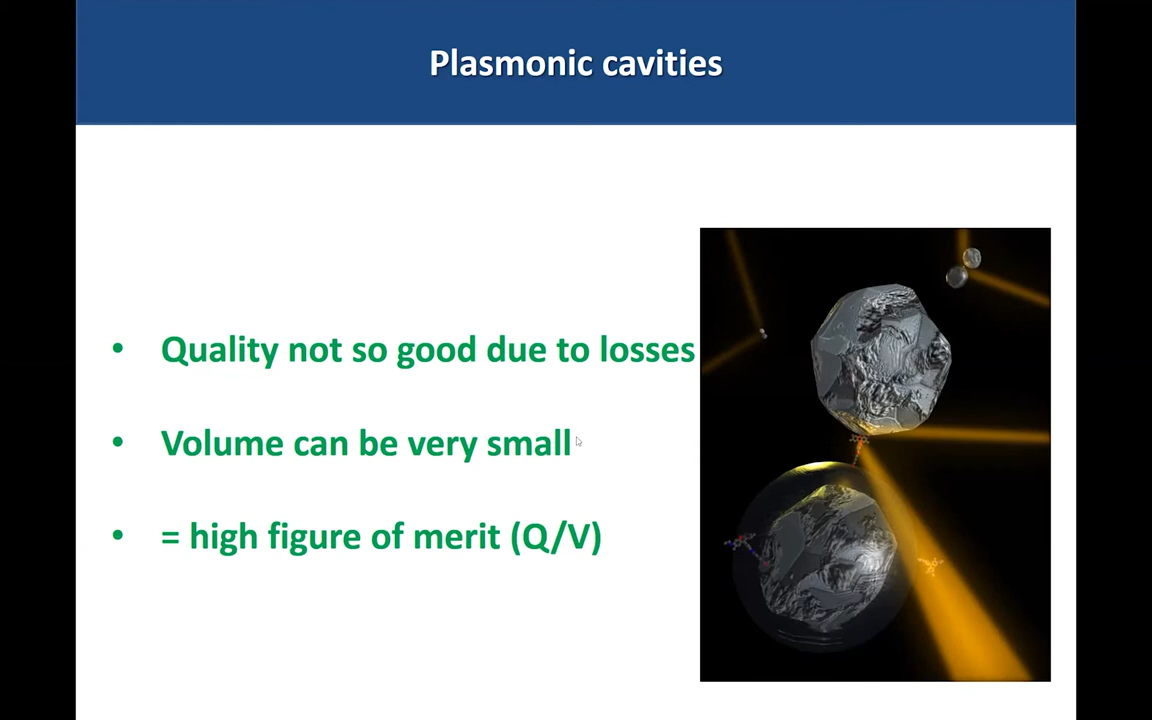 Plasmonic cavities
• Quality not so good due to losses
• Volume can be very small
• = high figure of merit (Q/V)